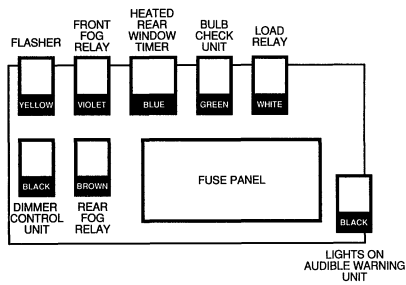 FLASHER
FRONT
FOG
RELAY
HEATED
REAR
WINDOW
TIMER
BULB
CHECK
UNIT
LOAD
RELAY
YELLOW
VIOLET
BLUE
GREEN
WHITE
BLACK
BROWN
FUSE PANEL
DIMMER
CONTROL
UNIT
REAR
FOG
RELAY
BLACK
LIGHTS ON
AUDIBLE WARNING
UNIT